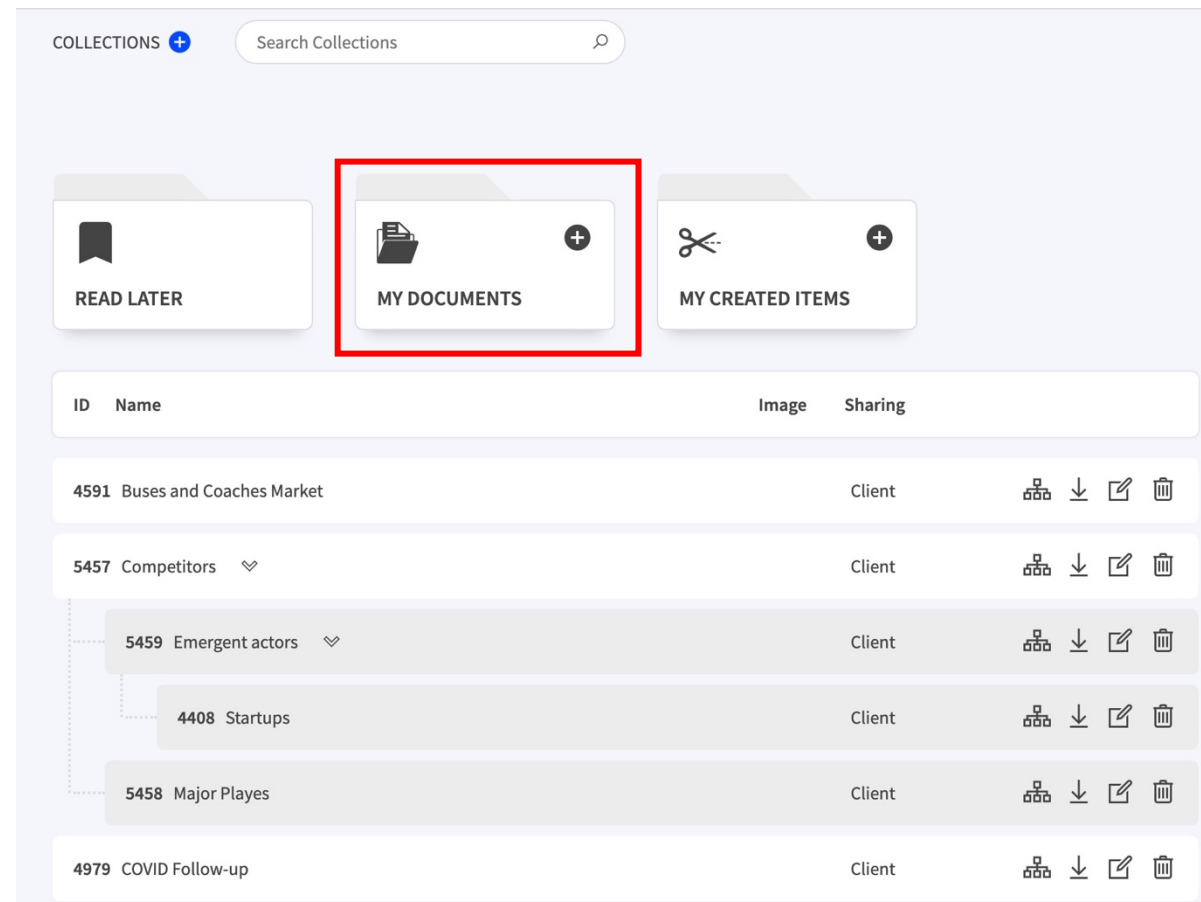 COLLECTIONS Search Collections
READ LATER MY DOCUMENTS MY CREATED ITEMS
ID Name Image Sharing
4591 Buses and Coaches Market Client
5457 Competitors Client
5459 Emergent actors Client
4408 Startups Client
5458 Major Playes Client
4979 COVID Follow-up Client